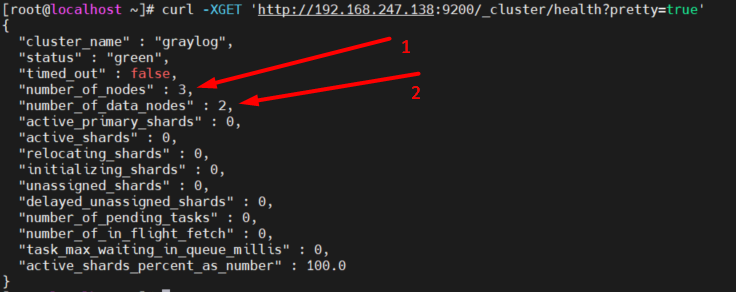 [root@localhost ~]# curl -XGET 'http://192.168.247.138:9200/_cluster/health?pretty=true'
{
  "cluster_name" : "graylog",
  "status" : "green",
  "timed_out" : false,
  "number_of_nodes" : 3,
  "number_of_data_nodes" : 2,
  "active_primary_shards" : 0,
  "active_shards" : 0,
  "relocating_shards" : 0,
  "initializing_shards" : 0,
  "unassigned_shards" : 0,
  "delayed_unassigned_shards" : 0,
  "number_of_pending_tasks" : 0,
  "number_of_in_flight_fetch" : 0,
  "task_max_waiting_in_queue_millis" : 0,
  "active_shards_percent_as_number" : 100.0
}
1
2